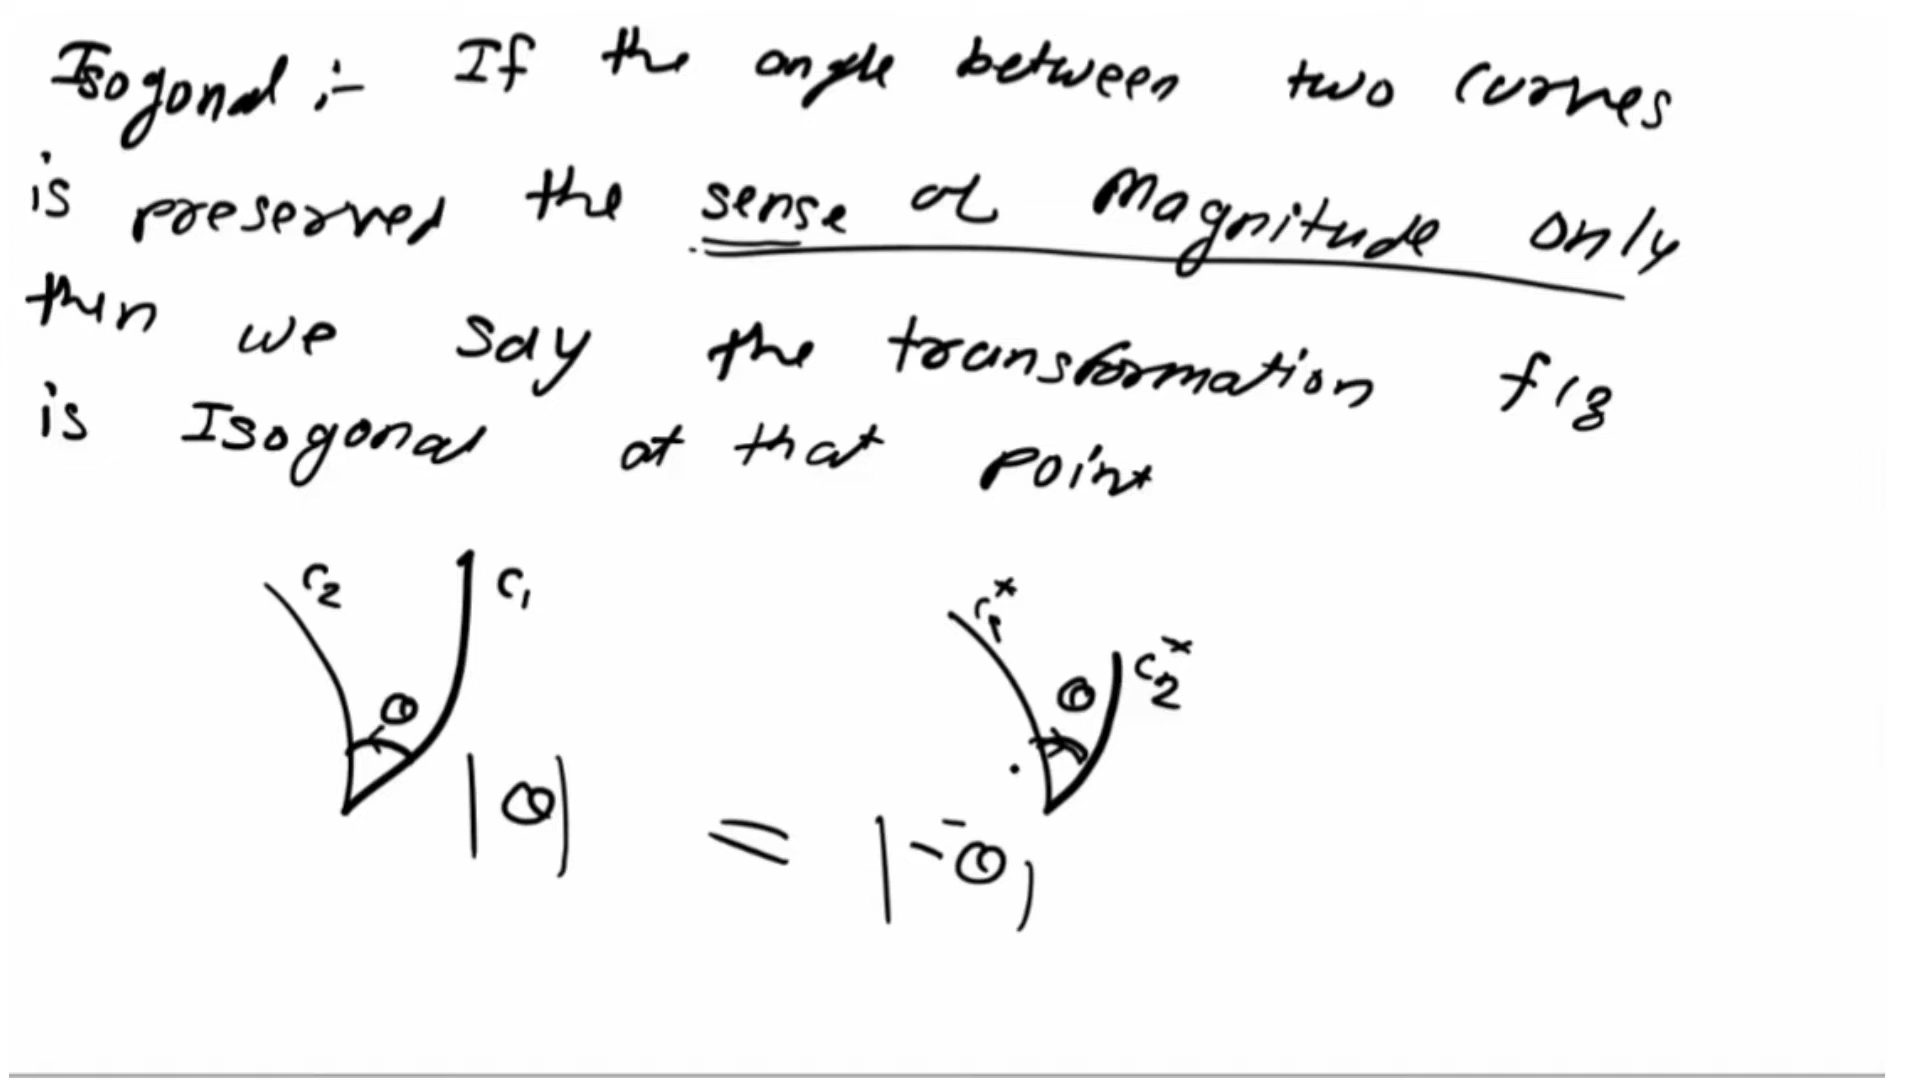 Isogonal :- If the angle between two curves
is preserved the sense of Magnitude only
then we say the transformation f(z
is Isogonal at that point
C2 C1 C1* C2*
θ θ
|θ| = |-θ|